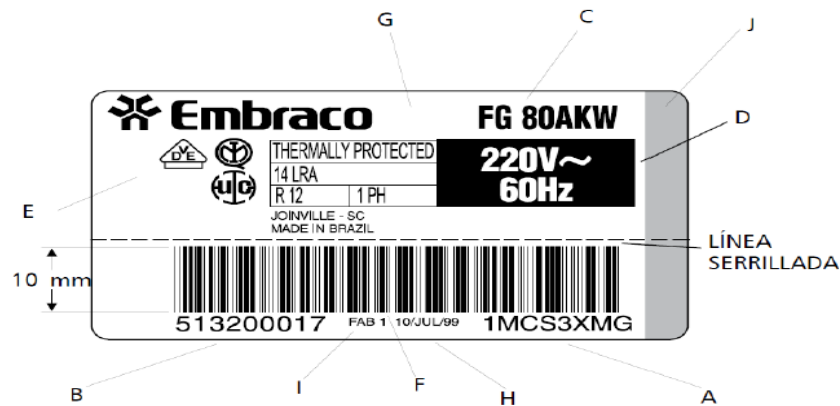 G C J
Embraco FG 80AKW
D
DVE
THERMALLY PROTECTED 220V~
14 LRA 60Hz
R 12 1 PH
E
JOINVILLE - SC
MADE IN BRAZIL
LÍNEA
SERRILLADA
10 mm
513200017 FAB 1 10/JUL/99 1MCS3XMG
B I F H A